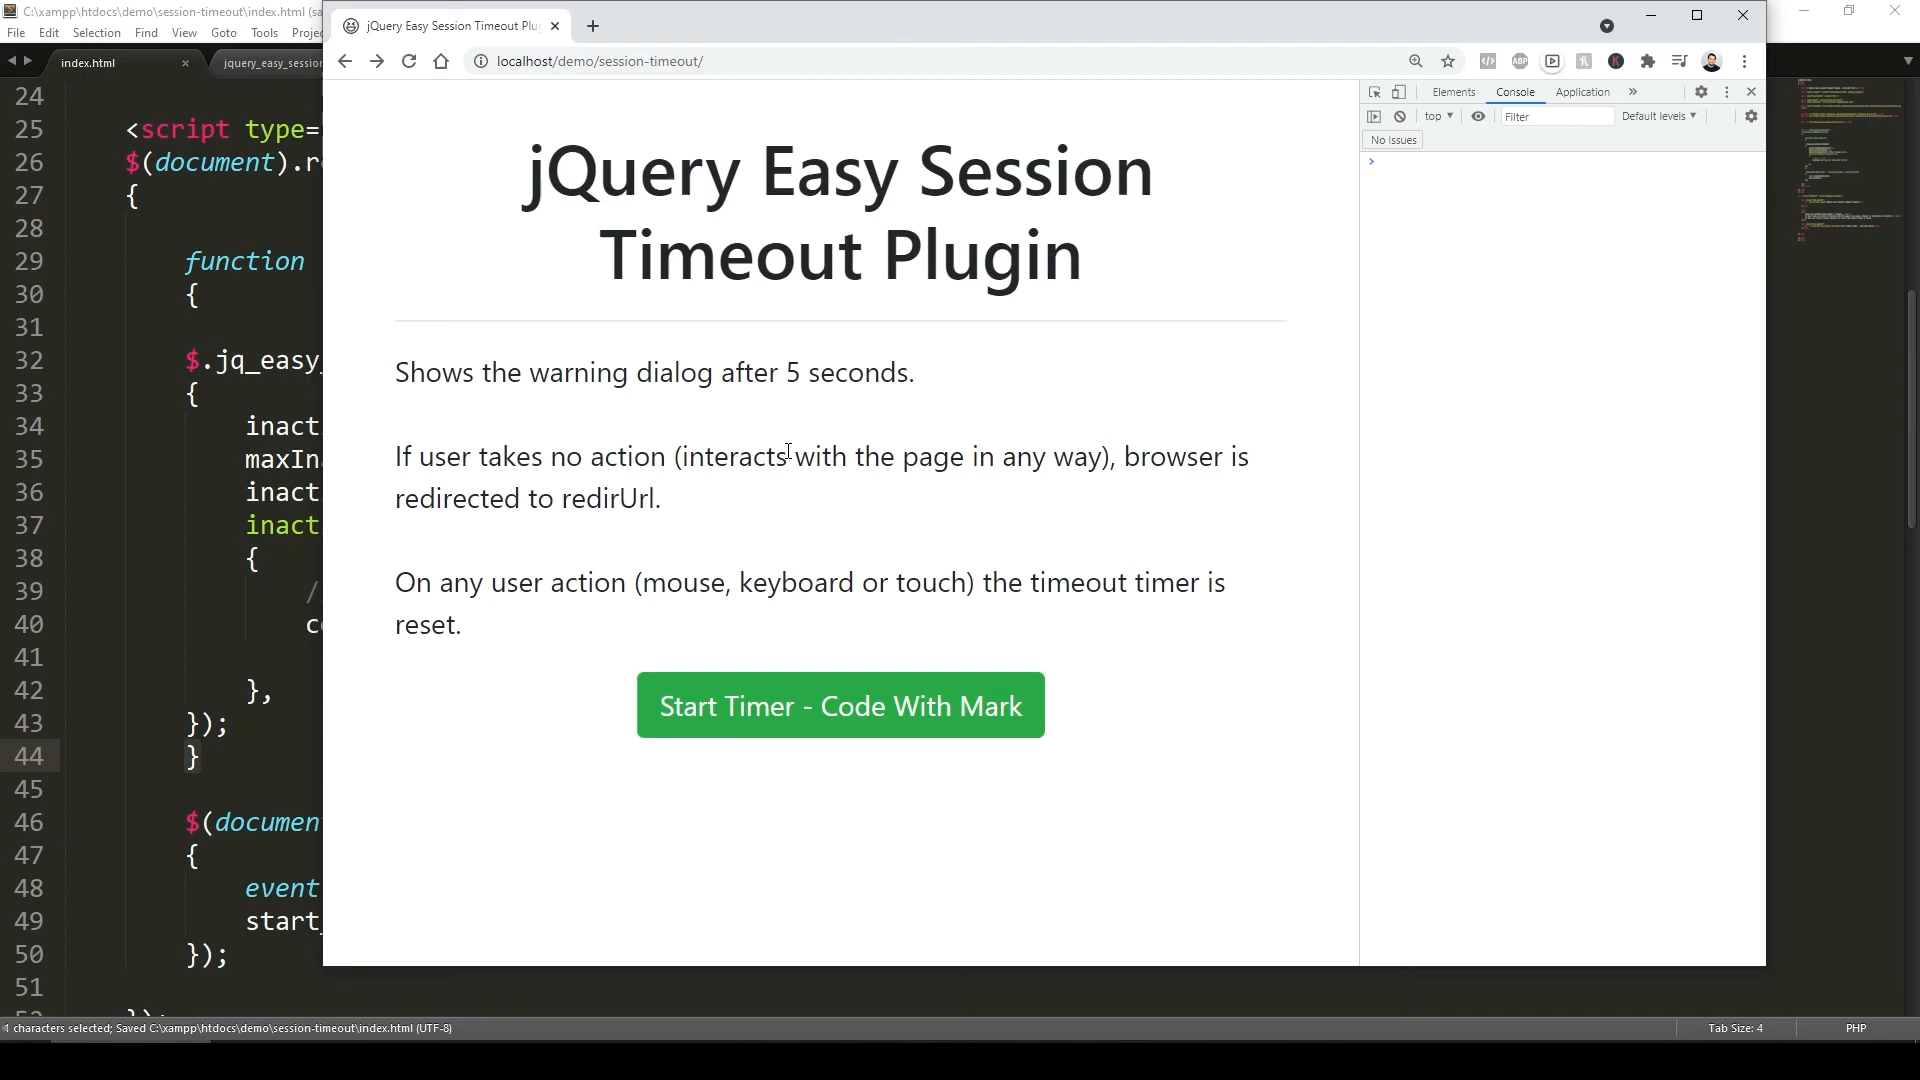 C:\xampp\htdocs\demo\session-timeout\index.html (sa
File Edit Selection Find View Goto Tools Projec
index.html
jquery_easy_session
24
25 <script type=
26 $(document).r
27 {
28
29 function
30 {
31
32 $.jq_easy_
33 {
34 inact
35 maxIn
36 inact
37 inact
38 {
39 /
40 c
41
42 },
43 });
44 }
45
46 $(documen
47 {
48 event
49 start_
50 });
51
jQuery Easy Session Timeout Plug
localhost/demo/session-timeout/
ABP
K
Elements Console Application
top Filter Default levels
No Issues
jQuery Easy Session
Timeout Plugin
Shows the warning dialog after 5 seconds.
If user takes no action (interacts with the page in any way), browser is
redirected to redirUrl.
On any user action (mouse, keyboard or touch) the timeout timer is
reset.
Start Timer - Code With Mark
characters selected; Saved C:\xampp\htdocs\demo\session-timeout\index.html (UTF-8)
Tab Size: 4
PHP